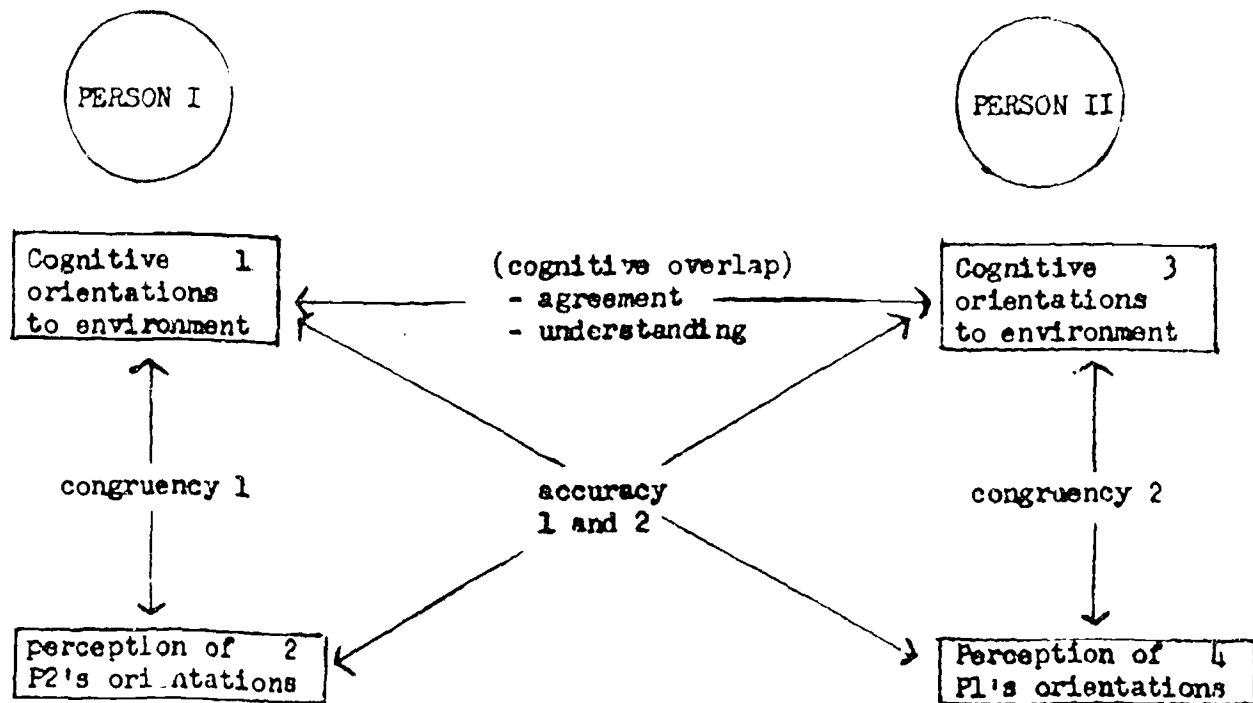 PERSON I
PERSON II
Cognitive 1
orientations
to environment
(cognitive overlap)
- agreement
- understanding
Cognitive 3
orientations
to environment
congruency 1
accuracy
1 and 2
congruency 2
perception of 2
P2's orientations
Perception of 4
P1's orientations